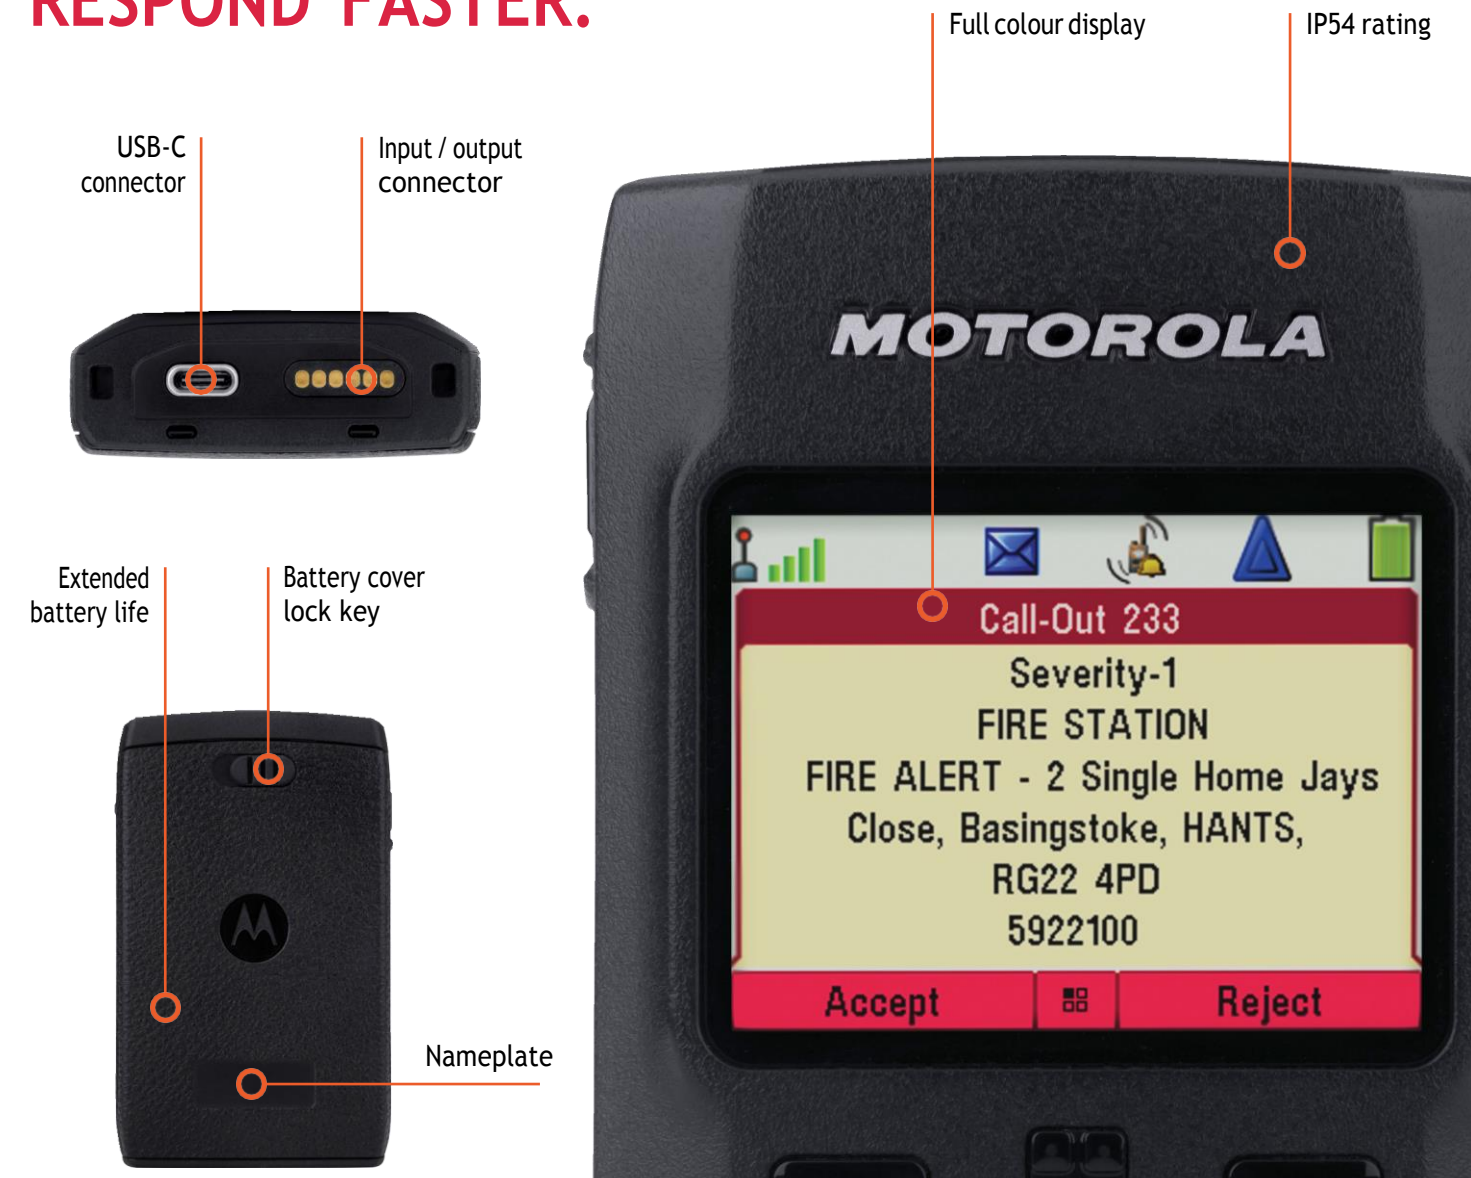 RESPOND FASTER.
Full colour display
IP54 rating
USB-C
connector
Input / output
connector
MOTOROLA
Call-Out 233
Severity-1
FIRE STATION
FIRE ALERT - 2 Single Home Jays
Close, Basingstoke, HANTS,
RG22 4PD
5922100
Accept
Reject
Extended
battery life
Battery cover
lock key
Nameplate